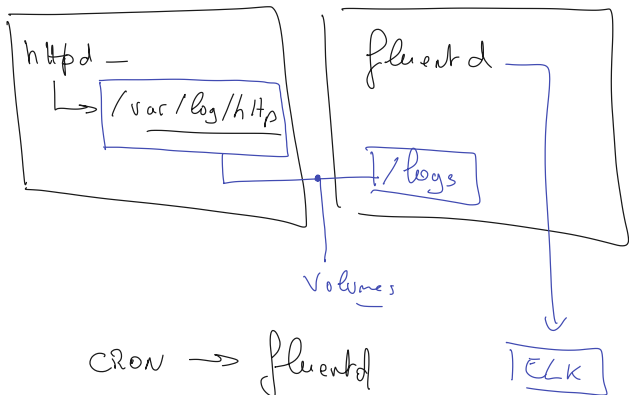 httpd
/var/log/http
fluentd
/logs
Volumes
CRON → fluentd
ELK